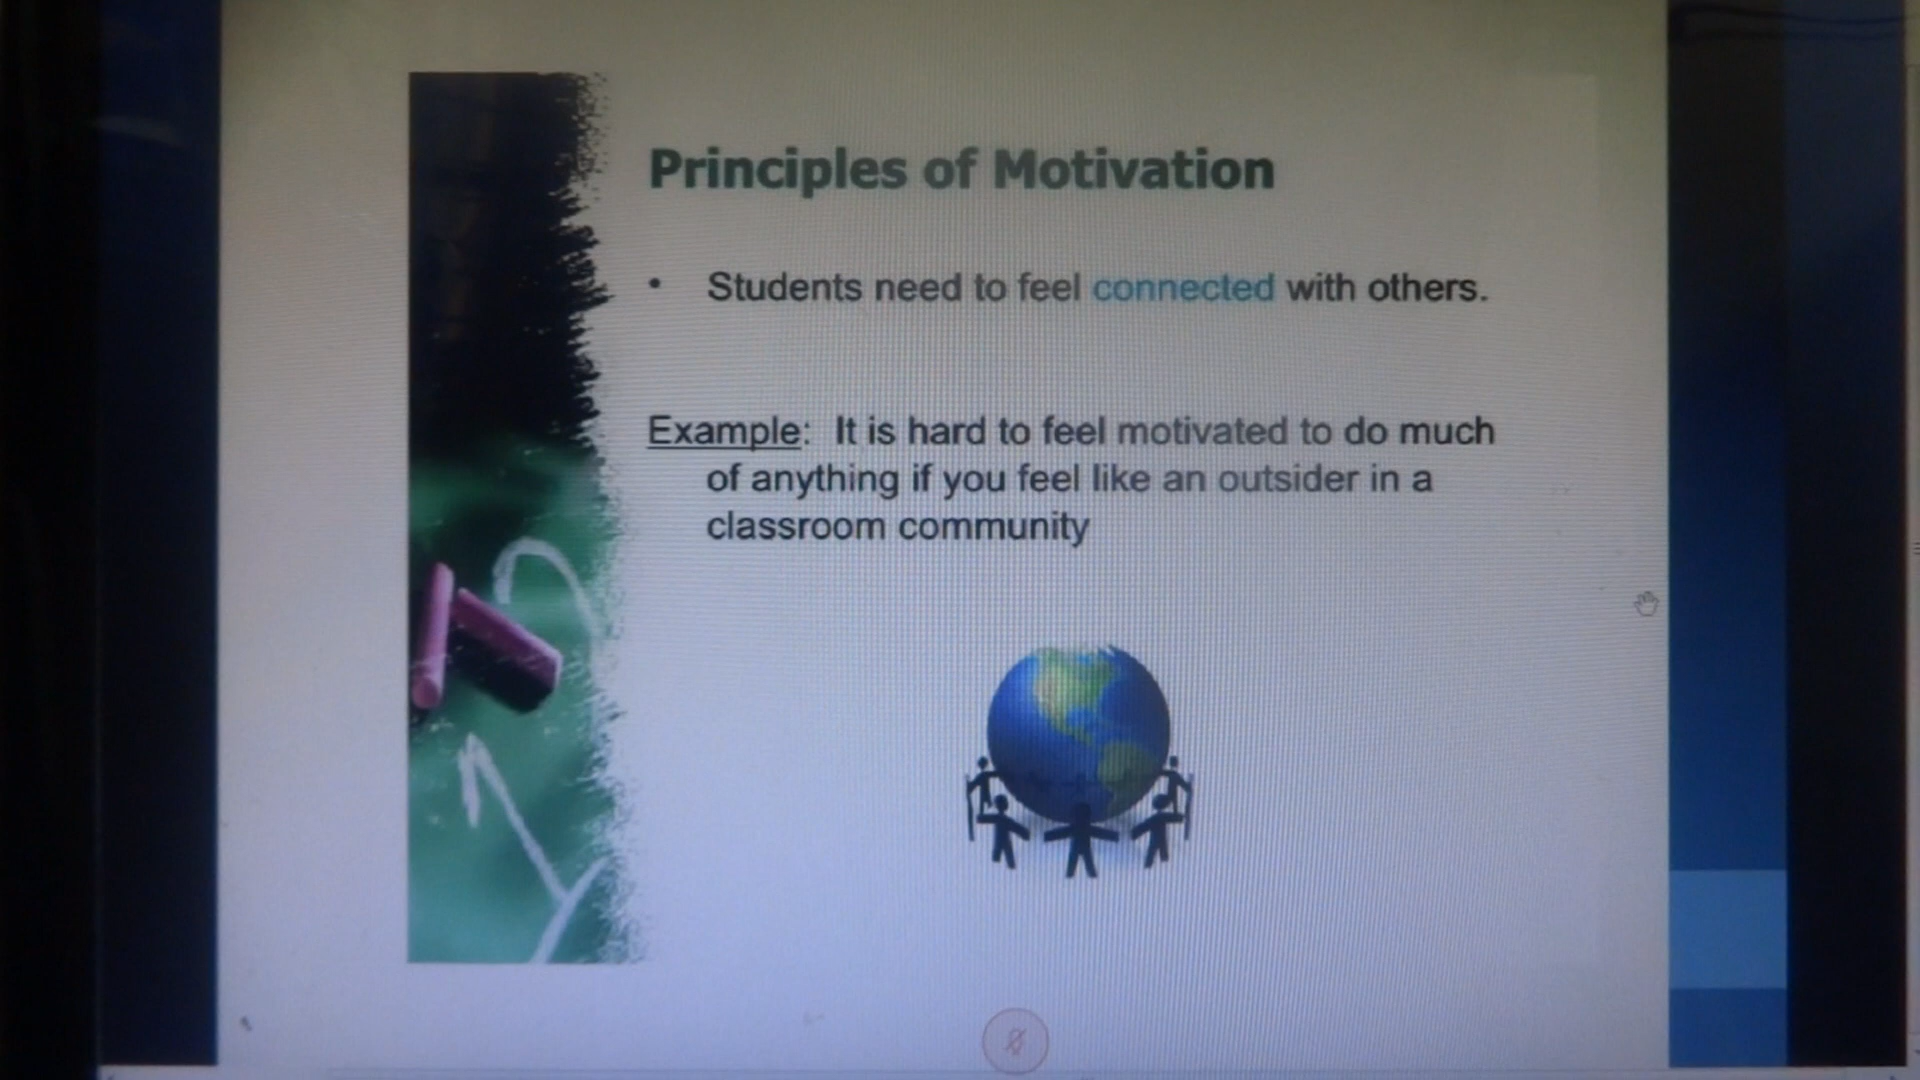 Principles of Motivation
• Students need to feel connected with others.
Example: It is hard to feel motivated to do much
of anything if you feel like an outsider in a
classroom community